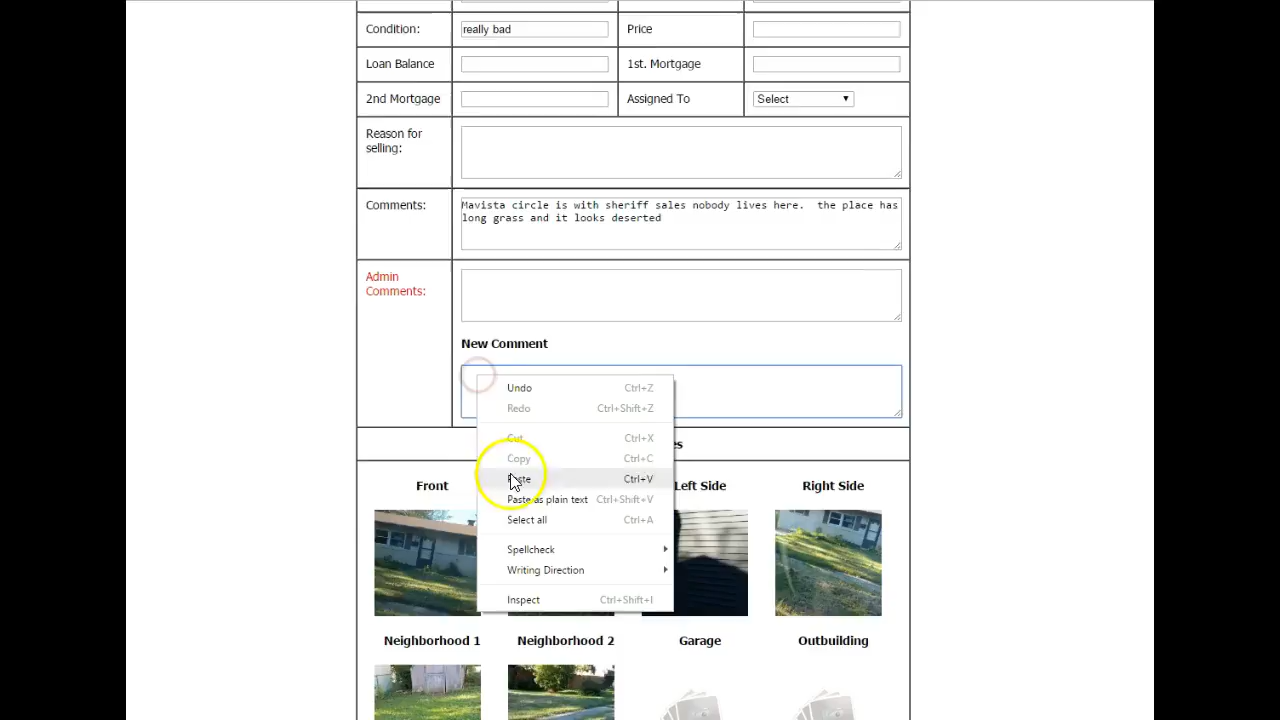 Condition: really bad Price
Loan Balance 1st. Mortgage
2nd Mortgage Assigned To Select
Reason for
selling:
Comments:
Mavista circle is with sheriff sales nobody lives here. the place has
long grass and it looks deserted
Admin
Comments:
New Comment
Undo Ctrl+Z
Redo Ctrl+Shift+Z
Cut Ctrl+X
Copy Ctrl+C
Paste Ctrl+V
Paste as plain text Ctrl+Shift+V
Select all Ctrl+A
Spellcheck
Writing Direction
Inspect Ctrl+Shift+I
Front Left Side Right Side
Neighborhood 1 Neighborhood 2 Garage Outbuilding